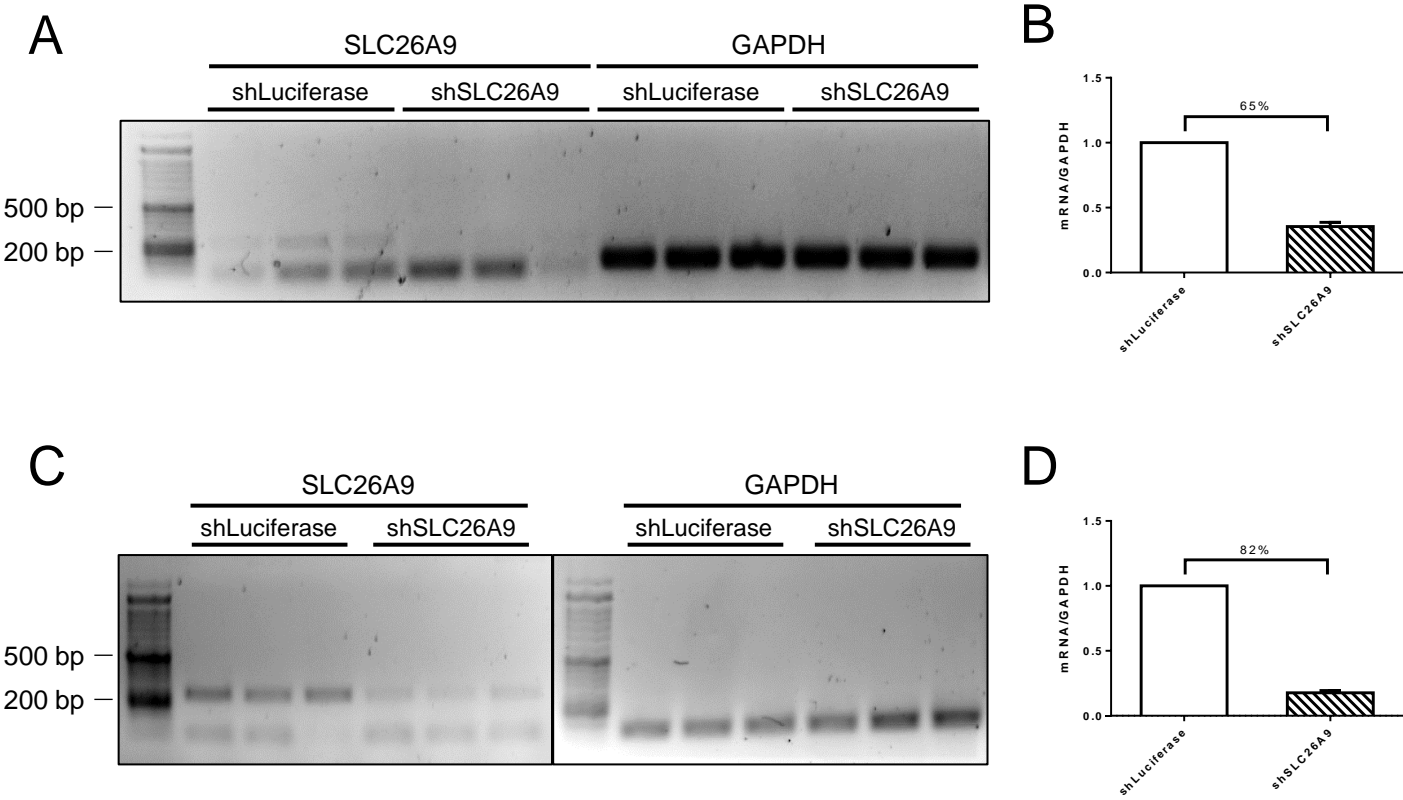 A
SLC26A9 GAPDH
shLuciferase shSLC26A9 shLuciferase shSLC26A9
500 bp
200 bp
B
1.5
1.0
0.5
0.0
mRNA/GAPDH
65%
shLuciferase
shSLC26A9
C
SLC26A9 GAPDH
shLuciferase shSLC26A9 shLuciferase shSLC26A9
500 bp
200 bp
D
1.5
1.0
0.5
0.0
mRNA/GAPDH
82%
shLuciferase
shSLC26A9